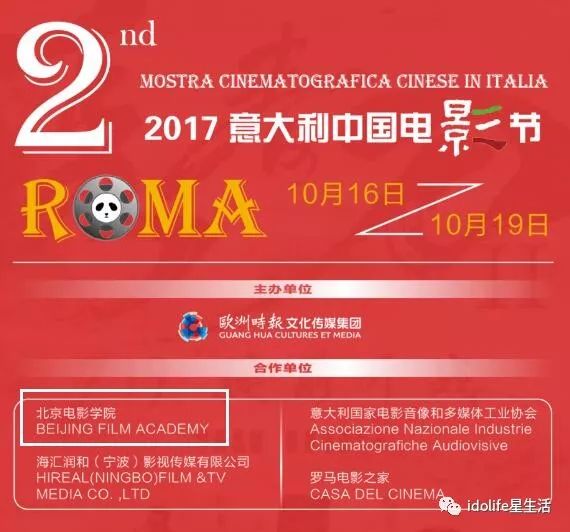 2nd
MOSTRA CINEMATOGRAFICA CINESE IN ITALIA
2017 意大利中国电影节
ROMA
10月16日
10月19日
主办单位
歐洲時報文化传媒集团
GUANG HUA CULTURES ET MEDIA
合作单位
北京电影学院
BEIJING FILM ACADEMY
意大利国家电影音像和多媒体工业协会
Associazione Nazionale Industrie
Cinematografiche Audiovisive
海汇润和（宁波）影视传媒有限公司
HIREAL(NINGBO)FILM &TV
MEDIA CO. ,LTD
罗马电影之家
CASA DEL CINEMA
idolife星生活